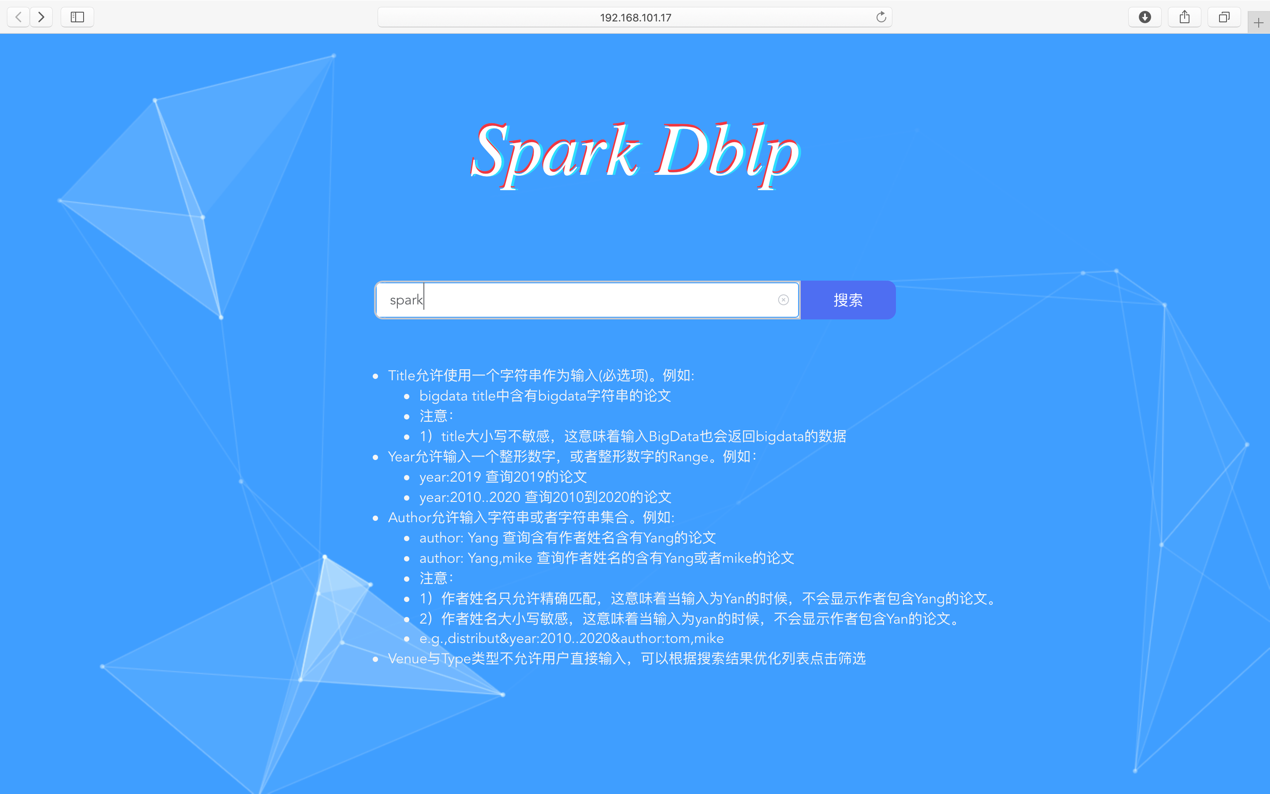 192.168.101.17
Spark Dblp
spark
搜索
Title允许使用一个字符串作为输入(必选项)。例如:
bigdata title中含有bigdata字符串的论文
注意：
1）title大小写不敏感，这意味着输入BigData也会返回bigdata的数据
Year允许输入一个整形数字，或者整形数字的Range。例如：
year:2019 查询2019的论文
year:2010..2020 查询2010到2020的论文
Author允许输入字符串或者字符串集合。例如:
author: Yang 查询含有作者姓名含有Yang的论文
author: Yang,mike 查询作者姓名的含有Yang或者mike的论文
注意：
1）作者姓名只允许精确匹配，这意味着当输入为Yan的时候，不会显示作者包含Yang的论文。
2）作者姓名大小写敏感，这意味着当输入为yan的时候，不会显示作者包含Yan的论文。
e.g.,distribut&year:2010..2020&author:tom,mike
Venue与Type类型不允许用户直接输入，可以根据搜索结果优化列表点击筛选